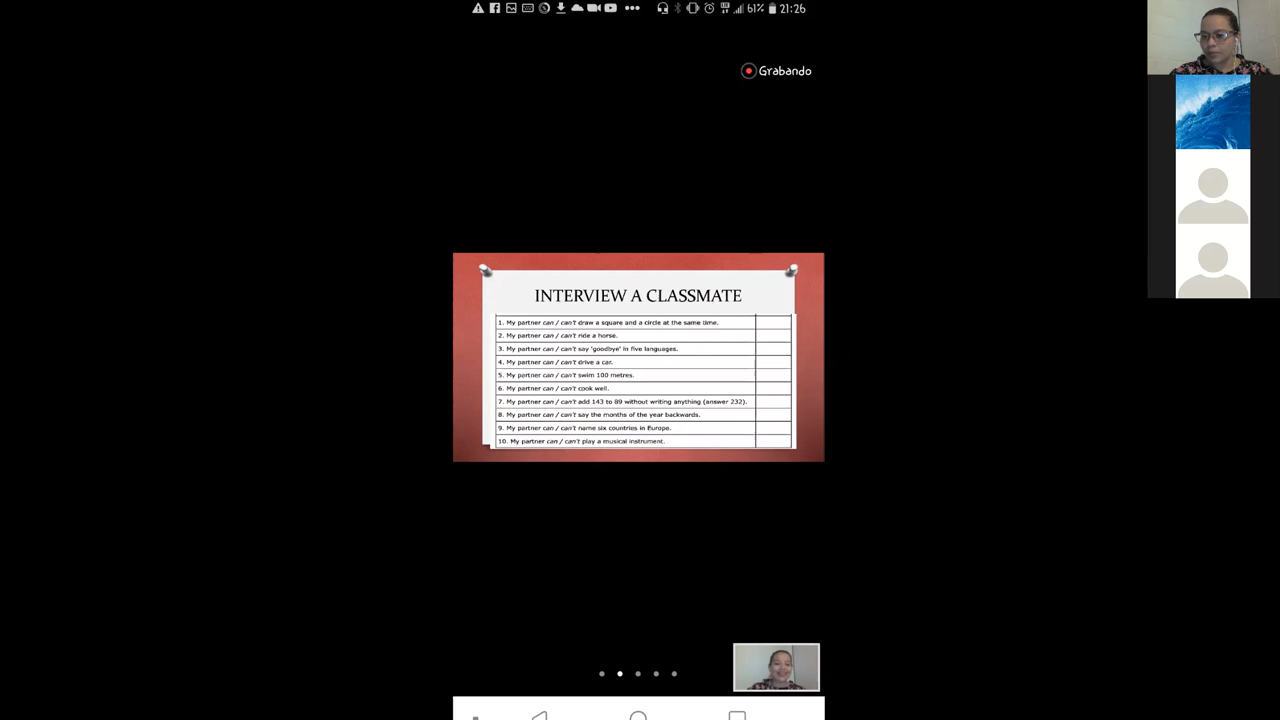 61% 21:26
Grabando
INTERVIEW A CLASSMATE
1. My partner can / can't draw a square and a circle at the same time.
2. My partner can / can't ride a horse.
3. My partner can / can't say 'goodbye' in five languages.
4. My partner can / can't drive a car.
5. My partner can / can't swim 100 metres.
6. My partner can / can't cook well.
7. My partner can / can't add 143 to 89 without writing anything (answer 232).
8. My partner can / can't say the months of the year backwards.
9. My partner can / can't name six countries in Europe.
10. My partner can / can't play a musical instrument.